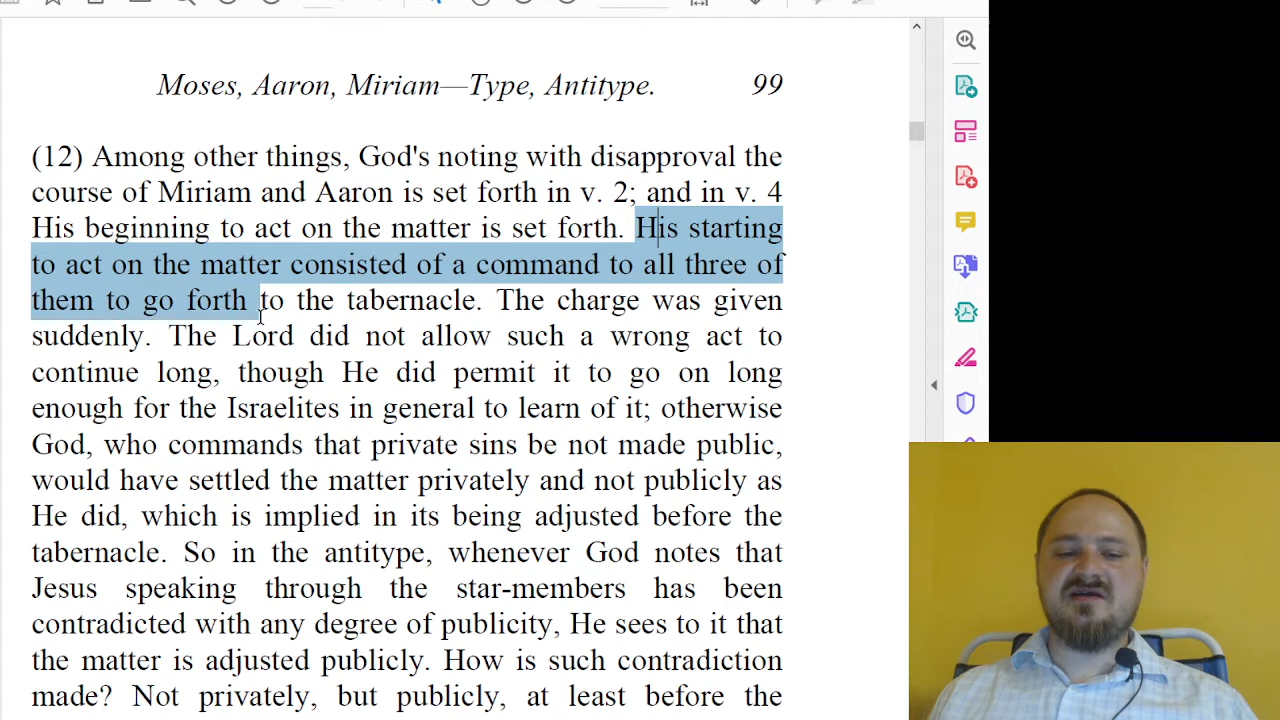 Moses, Aaron, Miriam—Type, Antitype. 99
(12) Among other things, God's noting with disapproval the
course of Miriam and Aaron is set forth in v. 2; and in v. 4
His beginning to act on the matter is set forth. His starting
to act on the matter consisted of a command to all three of
them to go forth to the tabernacle. The charge was given
suddenly. The Lord did not allow such a wrong act to
continue long, though He did permit it to go on long
enough for the Israelites in general to learn of it; otherwise
God, who commands that private sins be not made public,
would have settled the matter privately and not publicly as
He did, which is implied in its being adjusted before the
tabernacle. So in the antitype, whenever God notes that
Jesus speaking through the star-members has been
contradicted with any degree of publicity, He sees to it that
the matter is adjusted publicly. How is such contradiction
made? Not privately, but publicly, at least before the